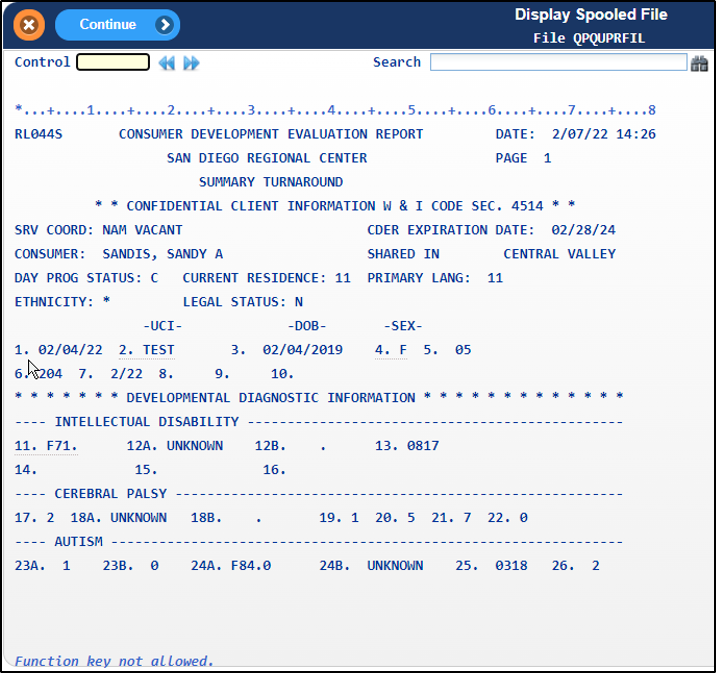 Continue
Display Spooled File
File QPQUPRFIL
Control Search
*...+....1....+....2....+....3....+....4....+....5....+....6....+....7....+....8
RL044S CONSUMER DEVELOPMENT EVALUATION REPORT DATE: 2/07/22 14:26
SAN DIEGO REGIONAL CENTER PAGE 1
SUMMARY TURNAROUND
* * CONFIDENTIAL CLIENT INFORMATION W & I CODE SEC. 4514 * *
SRV COORD: NAM VACANT CDER EXPIRATION DATE: 02/28/24
CONSUMER: SANDIS, SANDY A SHARED IN CENTRAL VALLEY
DAY PROG STATUS: C CURRENT RESIDENCE: 11 PRIMARY LANG: 11
ETHNICITY: * LEGAL STATUS: N
-UCI- -DOB- -SEX-
1. 02/04/22 2. TEST 3. 02/04/2019 4. F 5. 05
6. 204 7. 2/22 8. 9. 10.
* * * * * * * DEVELOPMENTAL DIAGNOSTIC INFORMATION * * * * * * * * * * * * *
---- INTELLECTUAL DISABILITY -----------------------------------------------
11. F71. 12A. UNKNOWN 12B. . 13. 0817
14. 15. 16.
---- CEREBRAL PALSY --------------------------------------------------------
17. 2 18A. UNKNOWN 18B. . 19. 1 20. 5 21. 7 22. 0
---- AUTISM ----------------------------------------------------------------
23A. 1 23B. 0 24A. F84.0 24B. UNKNOWN 25. 0318 26. 2
Function key not allowed.